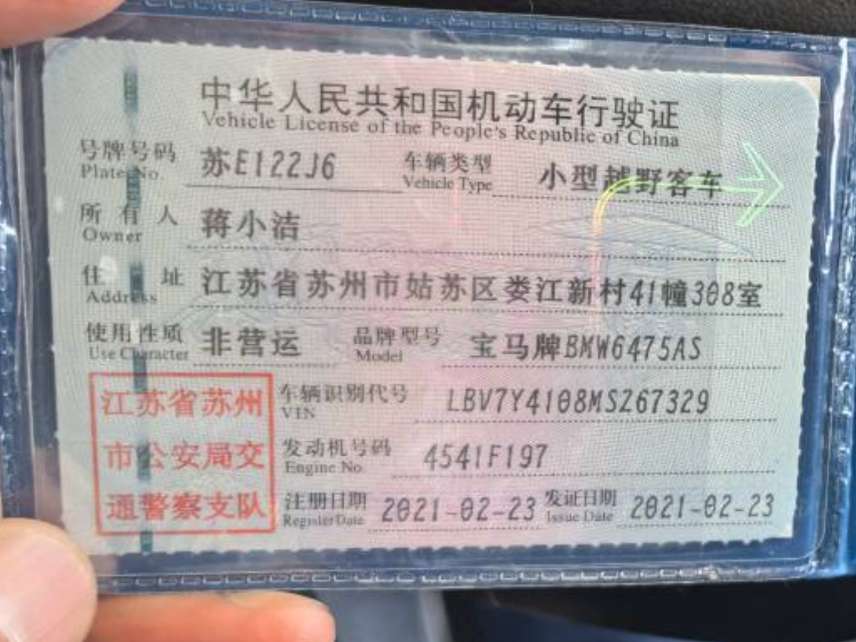 中华人民共和国机动车行驶证
Vehicle License of the People's Republic of China
号牌号码 苏E122J6 车辆类型 小型越野客车
Plate No. Vehicle Type
所有人 蒋小洁
Owner
住址 江苏省苏州市姑苏区娄江新村41幢308室
Address
使用性质 非营运 品牌型号 宝马牌BMW6475AS
Use Character Model
江苏省苏州 车辆识别代号 LBV7Y4108MSZ67329
VIN
市公安局交 发动机号码 4541F197
Engine No.
通警察支队 注册日期 2021-02-23 发证日期 2021-02-23
Register Date Issue Date